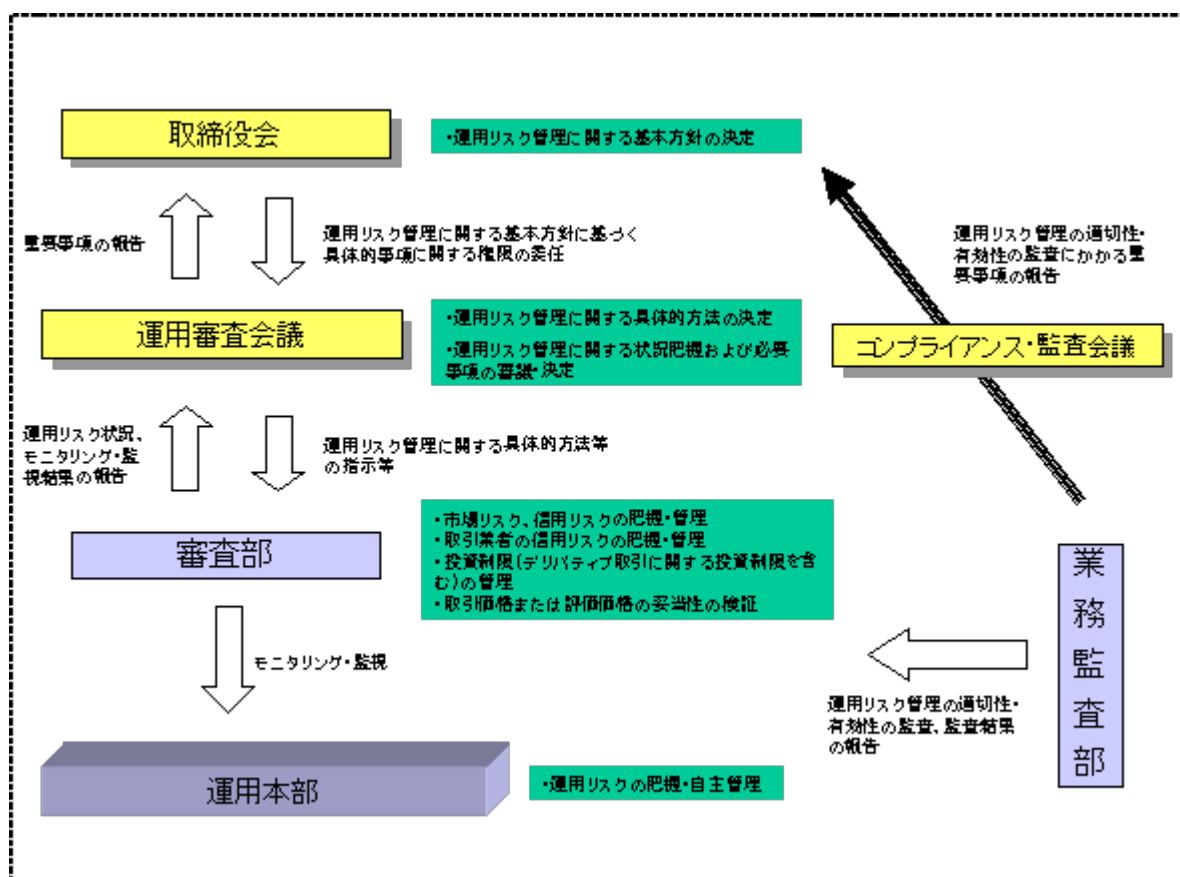 取締役会
・運用リスク管理に関する基本方針の決定
重要事項の報告
運用リスク管理に関する基本方針に基づく
具体的事項に関する権限の委任
運用リスク管理の適切性・
有効性の監査にかかる重
要事項の報告
運用審査会議
・運用リスク管理に関する具体的方法の決定
・運用リスク管理に関する状況把握および必要
事項の審議・決定
コンプライアンス・監査会議
運用リスク状況、
モニタリング・監
視結果の報告
運用リスク管理に関する具体的方法等
の指示等
審査部
・市場リスク、信用リスクの把握・管理
・取引業者の信用リスクの把握・管理
・投資制限(デリバティブ取引に関する投資制限を含
む)の管理
・取引価格または評価価格の妥当性の検証
業務監査部
モニタリング・監視
運用リスク管理の適切性・
有効性の監査、監査結果
の報告
運用本部
・運用リスクの把握・自主管理